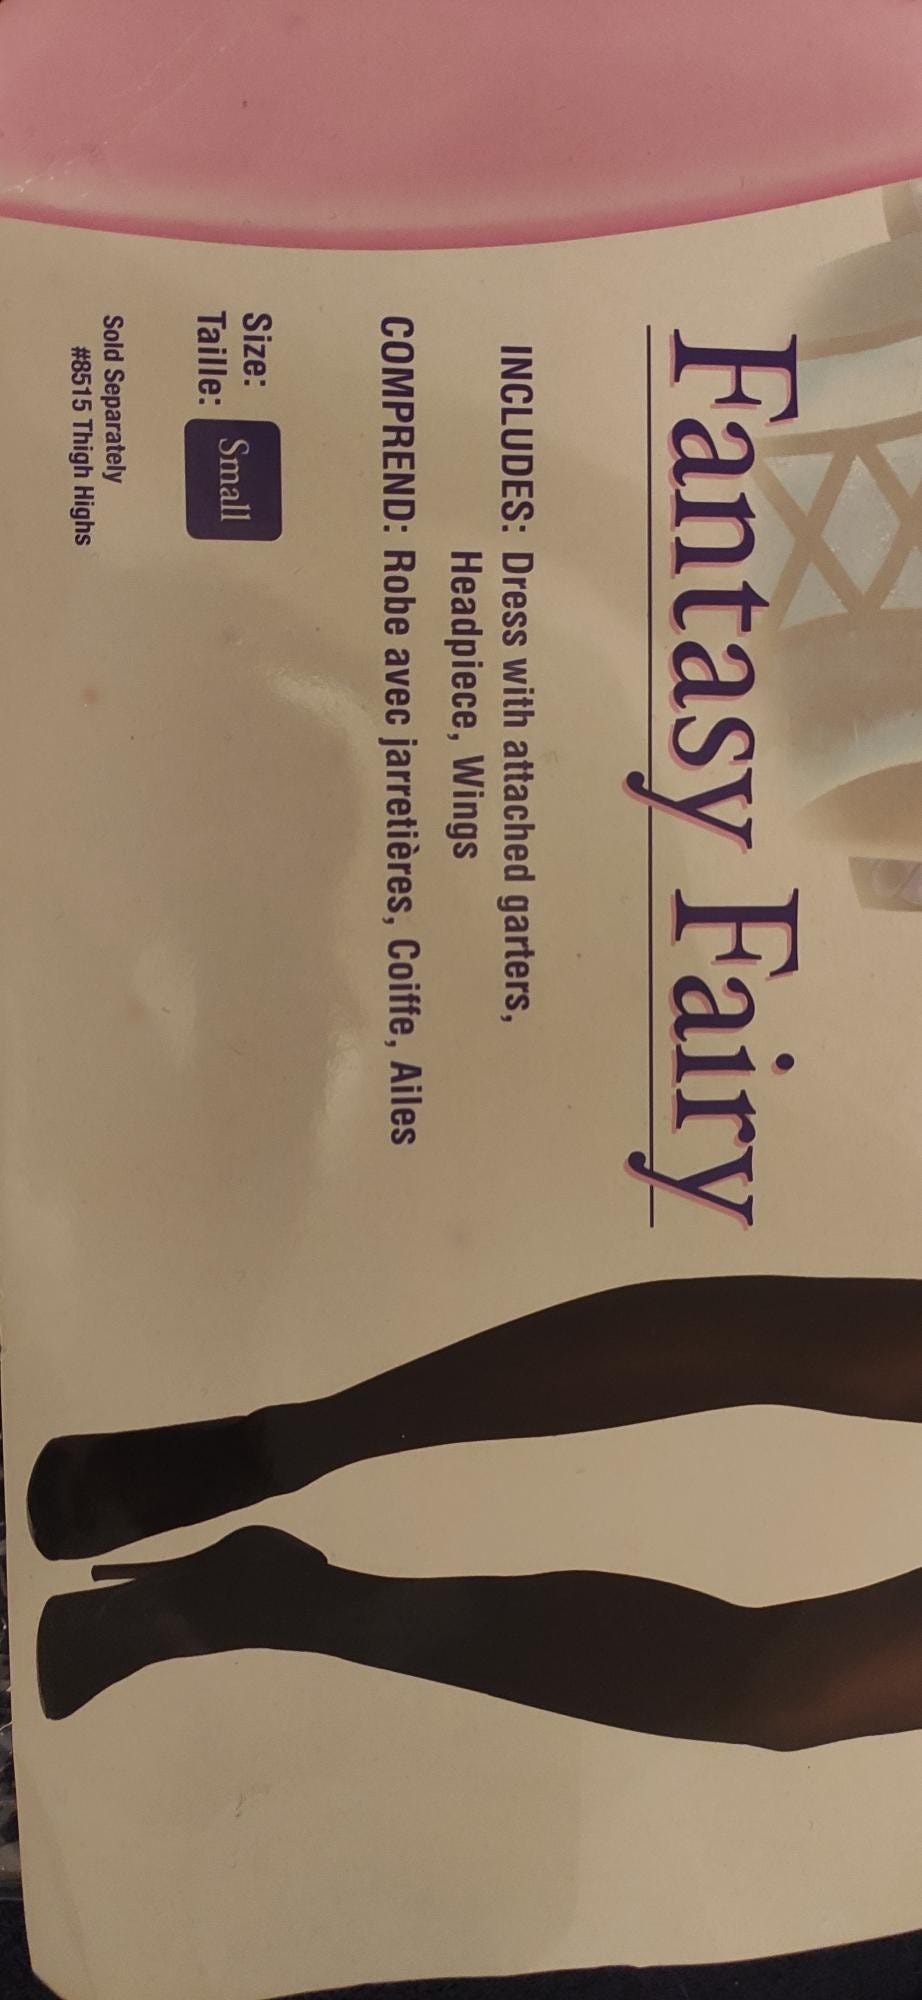 Fantasy Fairy
INCLUDES: Dress with attached garters,
Headpiece, Wings
COMPREND: Robe avec jarretières, Coiffe, Ailes
Size:
Taille:
Small
Sold Separately
#8515 Thigh Highs